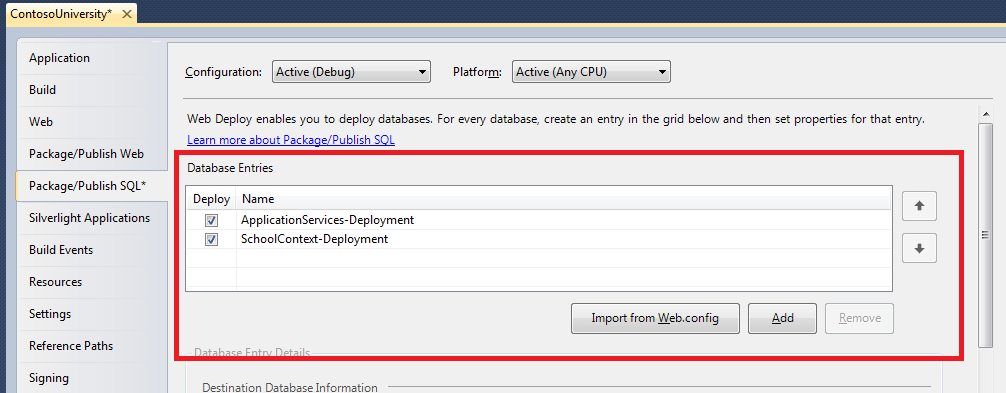 ContosoUniversity*
Application
Build
Web
Package/Publish Web
Package/Publish SQL*
Silverlight Applications
Build Events
Resources
Settings
Reference Paths
Signing
Configuration: Active (Debug) Platform: Active (Any CPU)
Web Deploy enables you to deploy databases. For every database, create an entry in the grid below and then set properties for that entry.
Learn more about Package/Publish SQL
Database Entries
Deploy Name
ApplicationServices-Deployment
SchoolContext-Deployment
Import from Web.config Add Remove
Database Entry Details
Destination Database Information